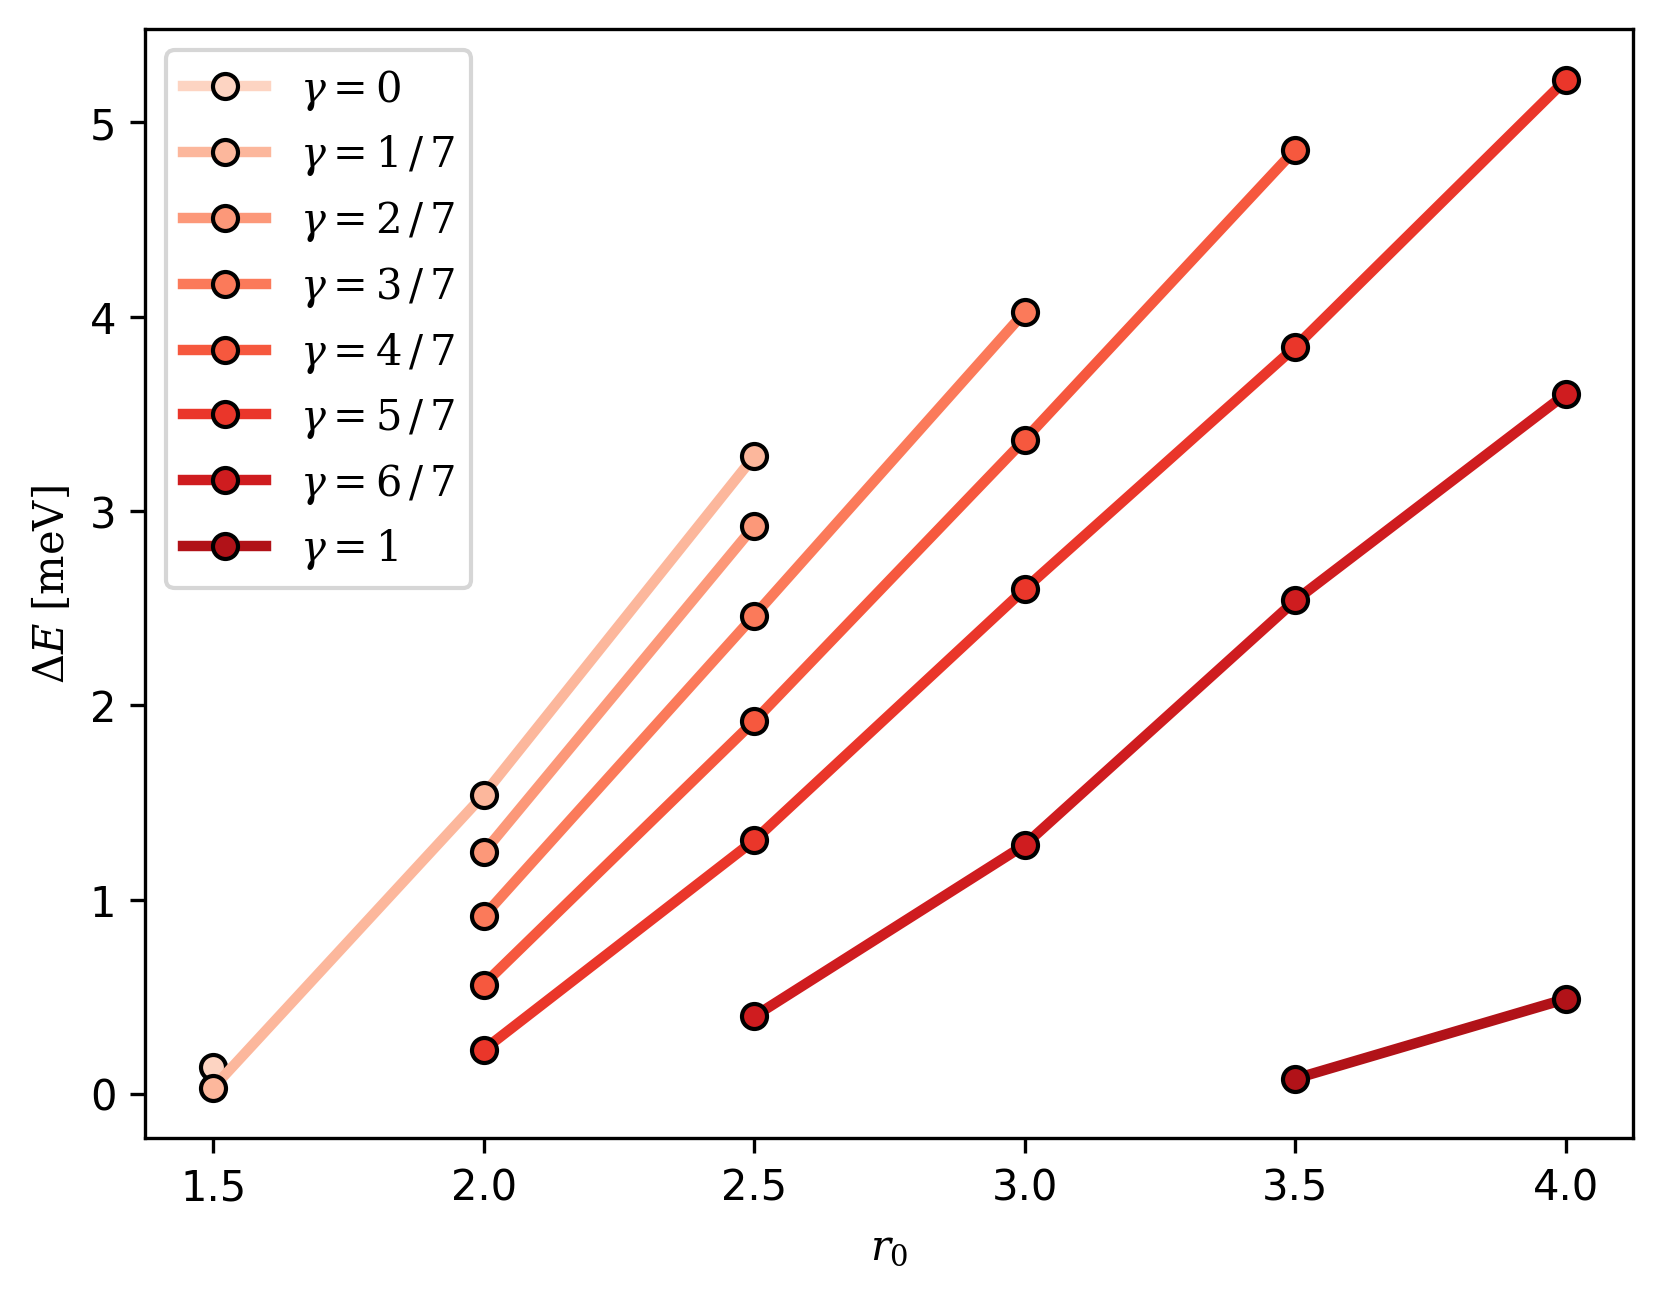 γ = 0
γ = 1 / 7
γ = 2 / 7
γ = 3 / 7
γ = 4 / 7
γ = 5 / 7
γ = 6 / 7
γ = 1
5
4
3
2
1
0
ΔE [meV]
1.5 2.0 2.5 3.0 3.5 4.0
r₀